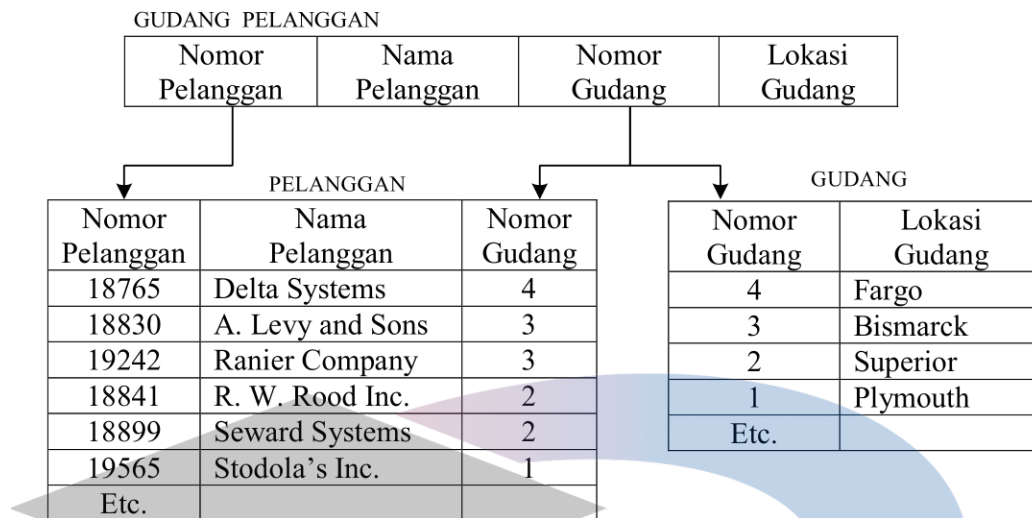 GUDANG PELANGGAN
Nomor Pelanggan Nama Pelanggan Nomor Gudang Lokasi Gudang
PELANGGAN
Nomor Pelanggan Nama Pelanggan Nomor Gudang
18765 Delta Systems 4
18830 A. Levy and Sons 3
19242 Ranier Company 3
18841 R. W. Rood Inc. 2
18899 Seward Systems 2
19565 Stodola’s Inc. 1
Etc.
GUDANG
Nomor Gudang Lokasi Gudang
4 Fargo
3 Bismarck
2 Superior
1 Plymouth
Etc.